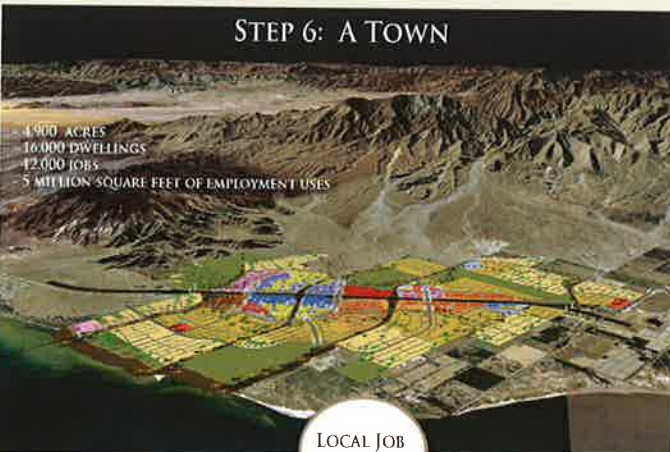 STEP 6: A TOWN
- 4,900 ACRES
- 16,000 DWELLINGS
- 12,000 JOBS
- 5 MILLION SQUARE FEET OF EMPLOYMENT USES
LOCAL JOB